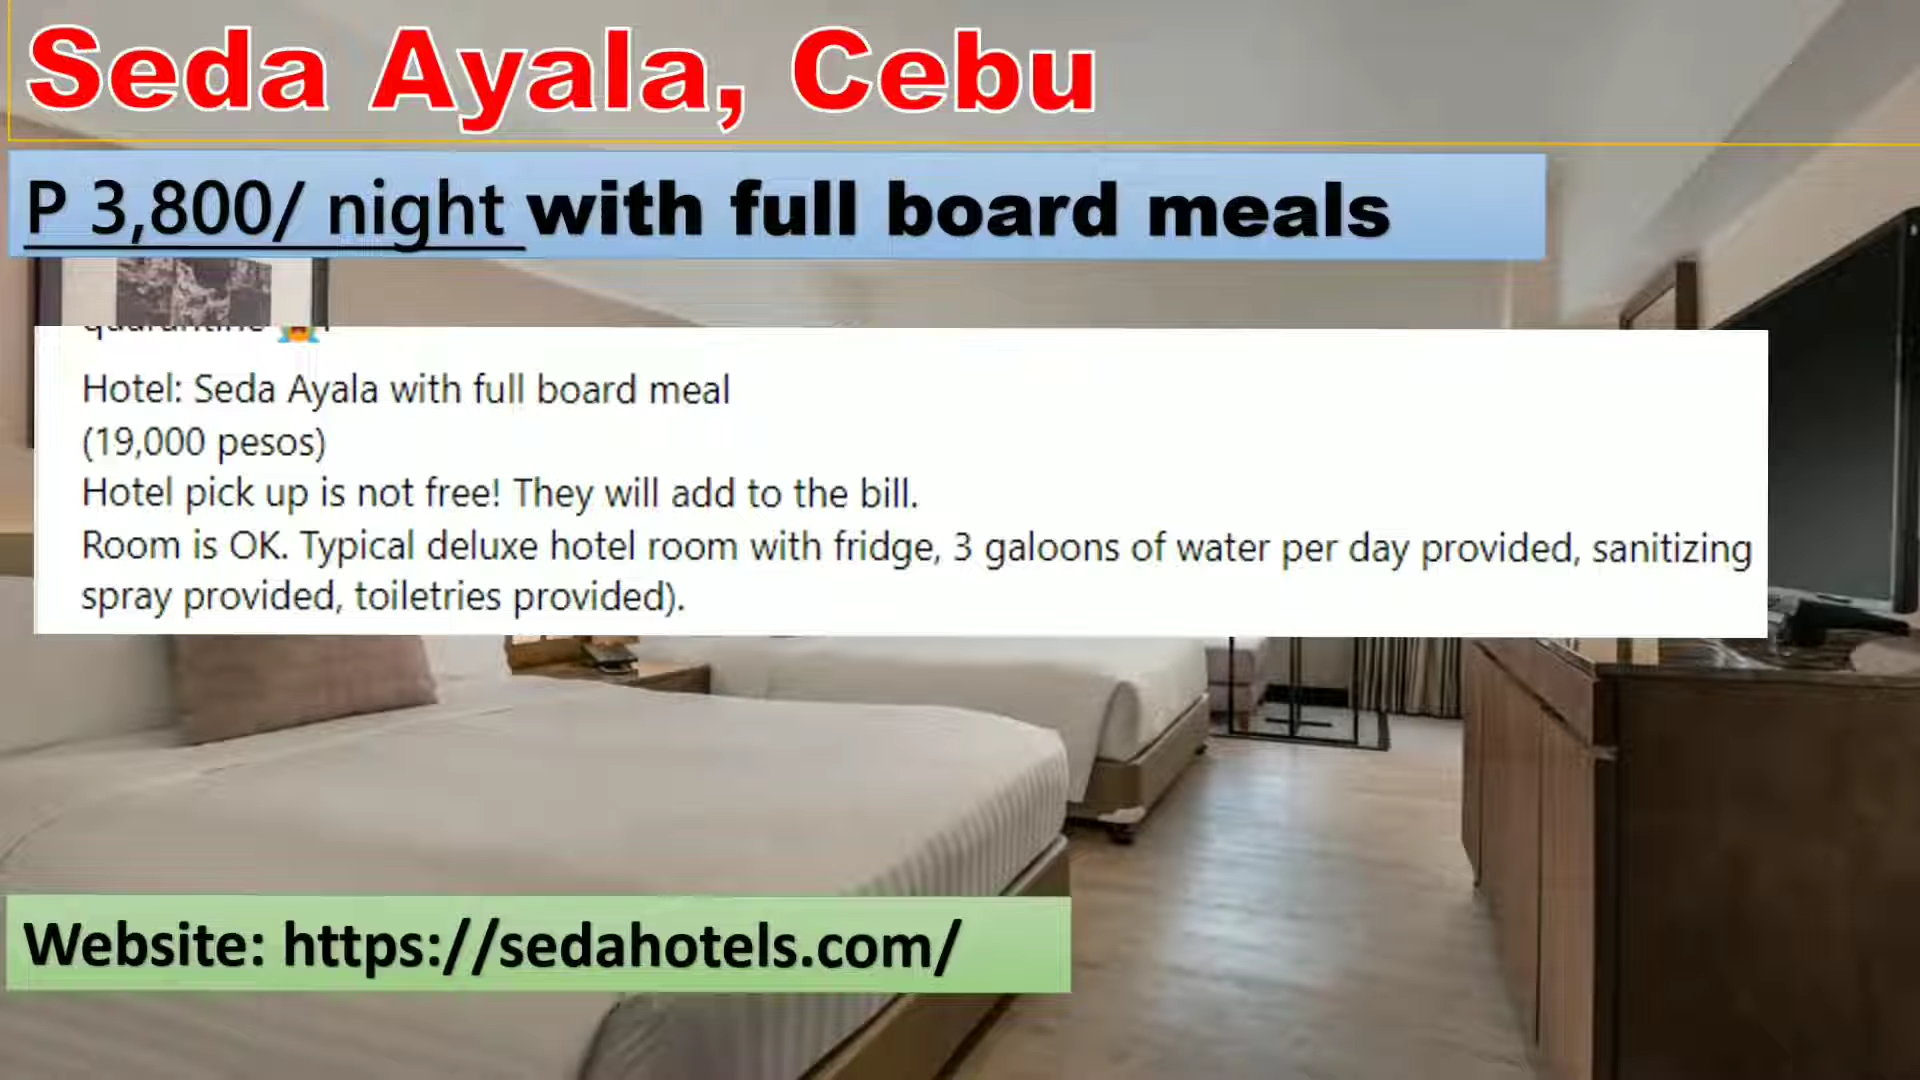 Seda Ayala, Cebu
P 3,800/ night with full board meals
quarantine
Hotel: Seda Ayala with full board meal
(19,000 pesos)
Hotel pick up is not free! They will add to the bill.
Room is OK. Typical deluxe hotel room with fridge, 3 galoons of water per day provided, sanitizing
spray provided, toiletries provided).
Website: https://sedahotels.com/